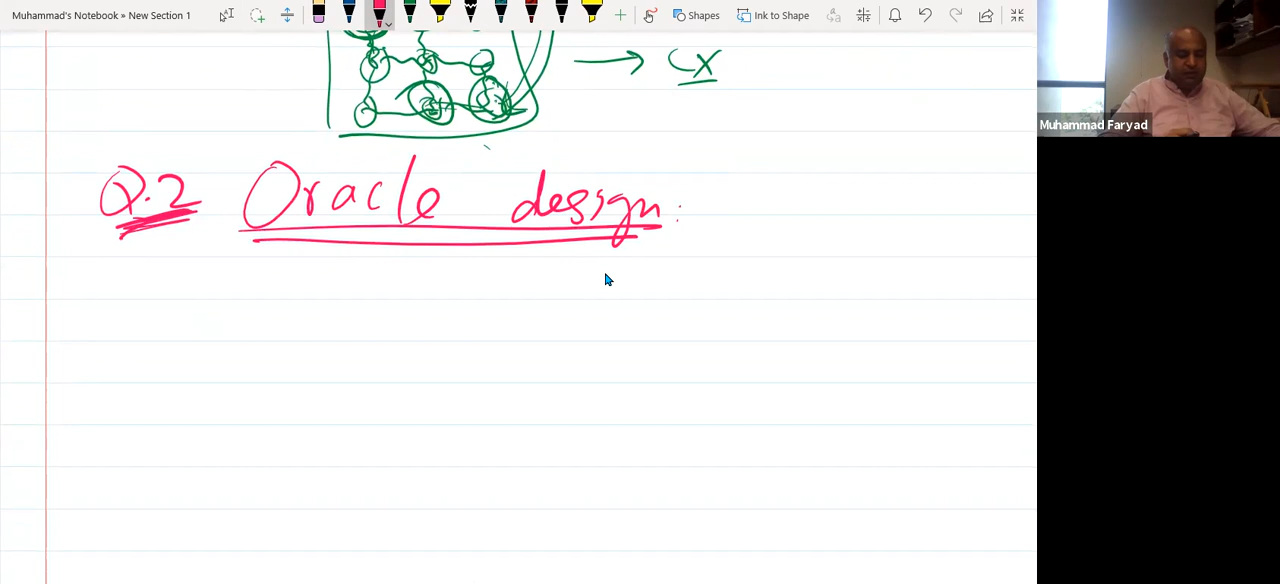 Muhammad's Notebook » New Section 1
Shapes
Ink to Shape
Muhammad Faryad
CX
Q.2 Oracle design: